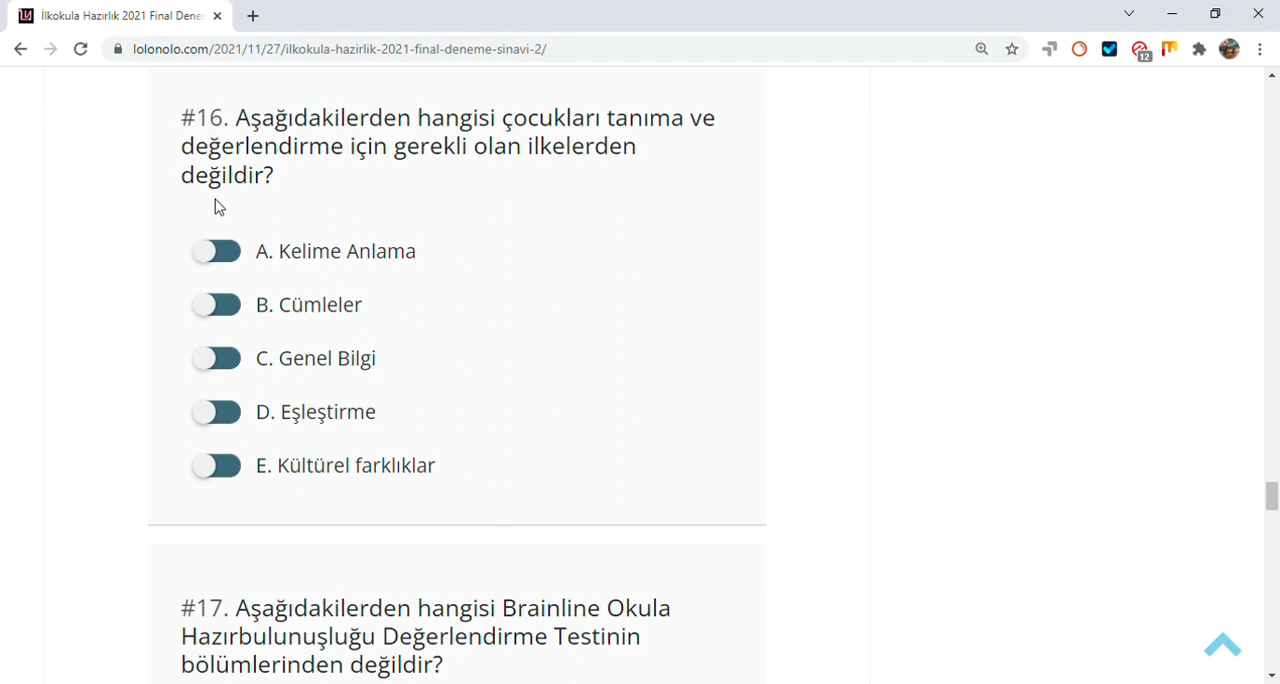 İlkokula Hazırlık 2021 Final Dene
lolonolo.com/2021/11/27/ilkokula-hazirlik-2021-final-deneme-sinavi-2/
12
#16. Aşağıdakilerden hangisi çocukları tanıma ve
değerlendirme için gerekli olan ilkelerden
değildir?
A. Kelime Anlama
B. Cümleler
C. Genel Bilgi
D. Eşleştirme
E. Kültürel farklıklar
#17. Aşağıdakilerden hangisi Brainline Okula
Hazırbulunuşluğu Değerlendirme Testinin
bölümlerinden değildir?